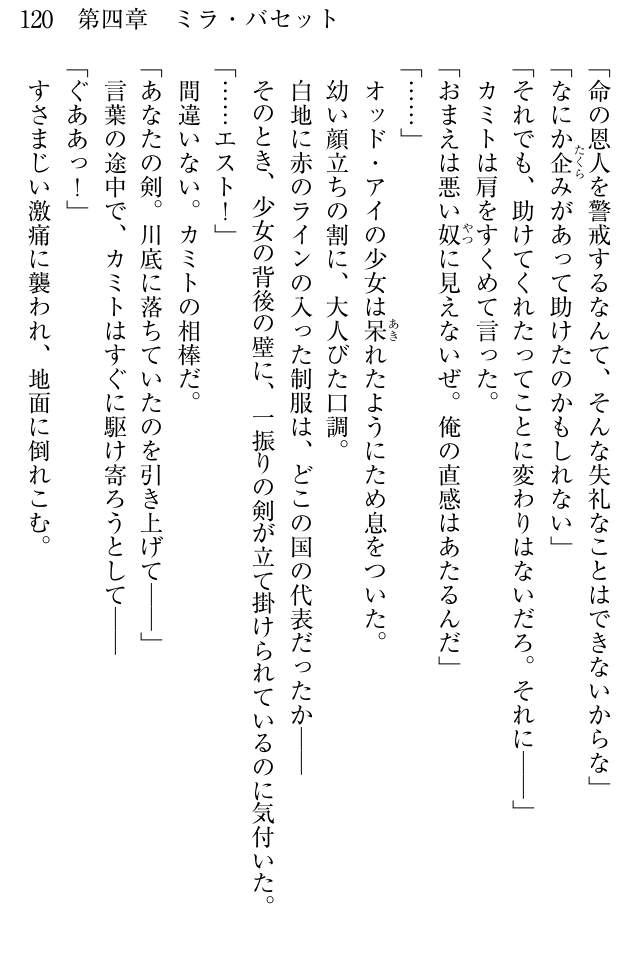 120　第四章　ミラ・バセット
「命の恩人を警戒するなんて、そんな失礼なことはできないからな」
「なにか企みがあって助けたのかもしれない」
たくら
「それでも、助けてくれたってことに変わりはないだろ。それに――」
カミトは肩をすくめて言った。
「おまえは悪い奴に見えないぜ。俺の直感はあたるんだ」
やつ
「……」
オッド・アイの少女は呆れたようにため息をついた。
あき
幼い顔立ちの割に、大人びた口調。
白地に赤のラインの入った制服は、どこの国の代表だったか――
そのとき、少女の背後の壁に、一振りの剣が立て掛けられているのに気付いた。
「……エスト！」
間違いない。カミトの相棒だ。
「あなたの剣。川底に落ちていたのを引き上げて――」
言葉の途中で、カミトはすぐに駆け寄ろうとして――
「ぐああっ！」
すさまじい激痛に襲われ、地面に倒れこむ。